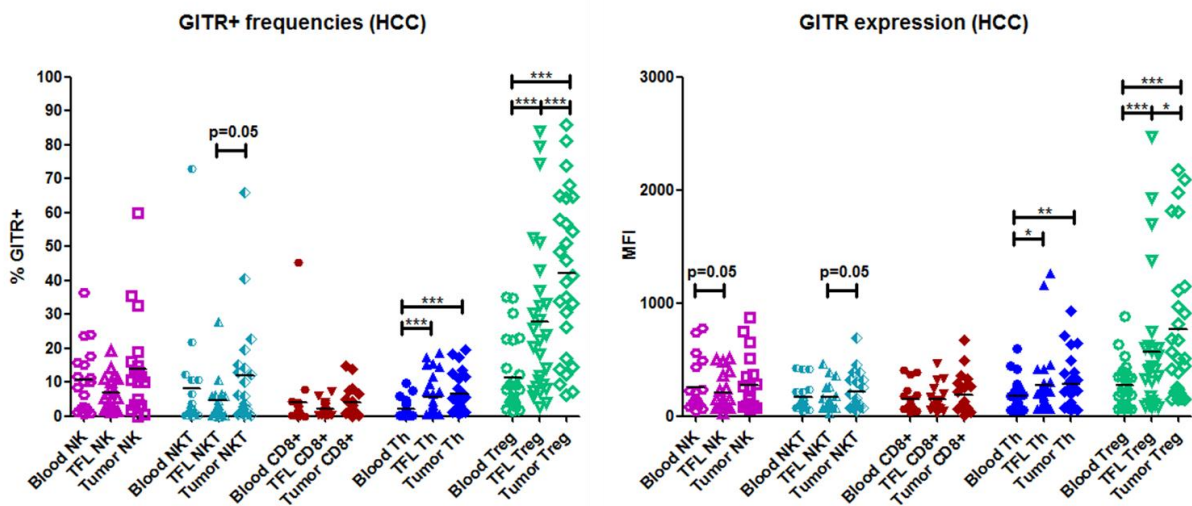 GITR+ frequencies (HCC)
% GITR+
100
90
80
70
60
50
40
30
20
10
0
p=0.05
***
***
***
***
***
Blood NK
TFL NK
Tumor NK
Blood NKT
TFL NKT
Tumor NKT
Blood CD8+
TFL CD8+
Tumor CD8+
Blood Th
TFL Th
Tumor Th
Blood Treg
TFL Treg
Tumor Treg
GITR expression (HCC)
MFI
3000
2000
1000
0
p=0.05
p=0.05
**
*
***
***
*
Blood NK
TFL NK
Tumor NK
Blood NKT
TFL NKT
Tumor NKT
Blood CD8+
TFL CD8+
Tumor CD8+
Blood Th
TFL Th
Tumor Th
Blood Treg
TFL Treg
Tumor Treg